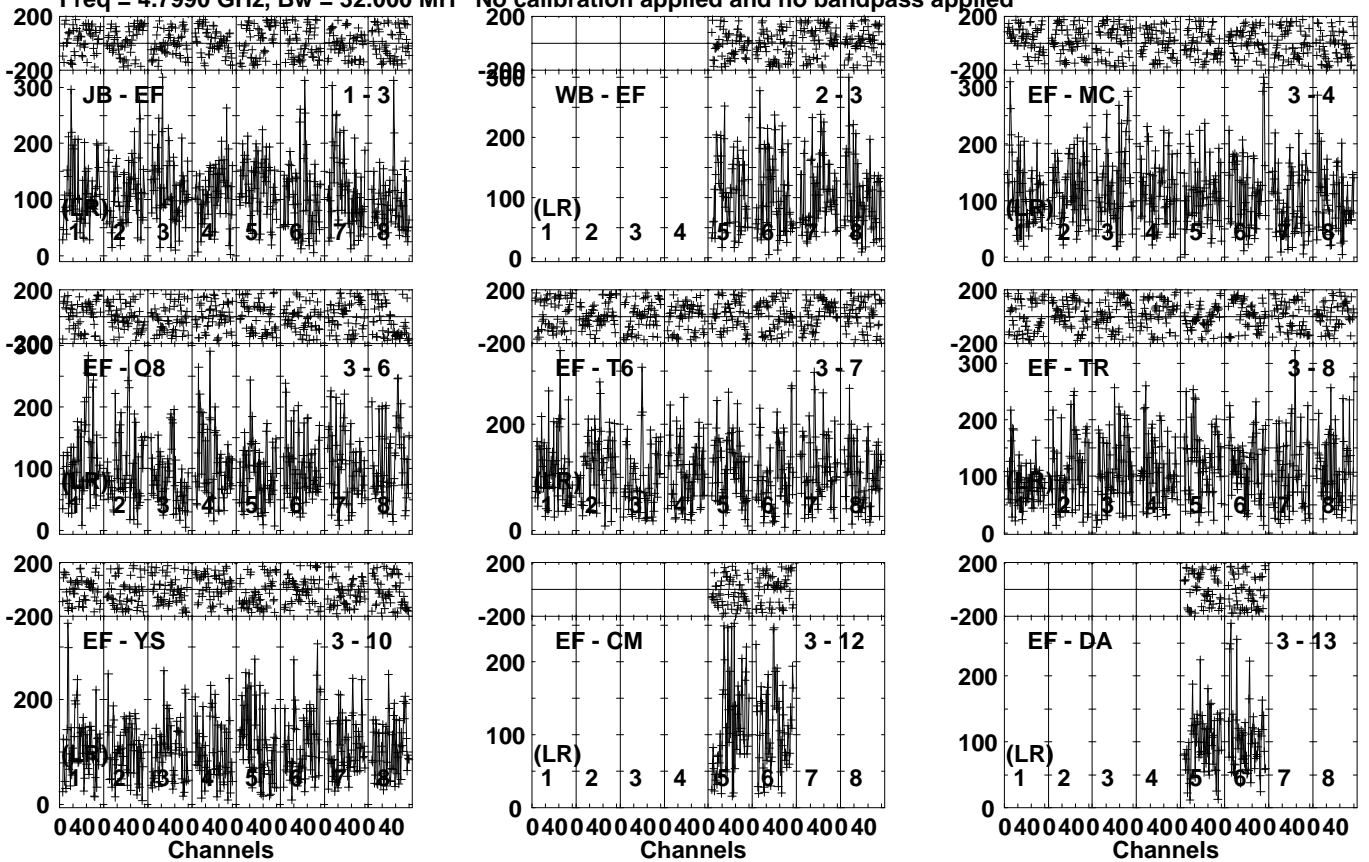 Freq = 4.7990 GHz, Bw = 32.000 MH No calibration applied and no bandpass applied
200 200 200
-200 -200 -200
300 300 300
JB - EF 1 - 3 WB - EF 2 - 3 EF - MC 3 - 4
200 200 200
100 100 100
(LR) (LR) (LR)
1 2 3 4 5 6 7 8 1 2 3 4 5 6 7 8 1 2 3 4 5 6 7 8
0 0 0
200 200 200
-200 -200 -200
300 300
EF - O8 3 - 6 EF - T6 3 - 7 EF - TR 3 - 8
200 200 200
100 100
(LR) (LR) (LR)
1 2 3 4 5 6 7 8 1 2 3 4 5 6 7 8 1 2 3 4 5 6 7 8
0 0 0
200 200 200
-200 -200 -200
EF - YS 3 - 10 EF - CM 3 - 12 EF - DA 3 - 13
200 200 200
100 100
(LR) (LR) (LR)
1 2 3 4 5 6 7 8 1 2 3 4 5 6 7 8 1 2 3 4 5 6 7 8
0 0 0
0 40 0 40 0 40 0 40 0 40 0 40 0 40 0 40 0 40 0 40 0 40 0 40 0 40 0 40 0 40 0 40 0 40 0 40 0 40 0 40 0 40 0 40 0 40 0 40
Channels Channels Channels